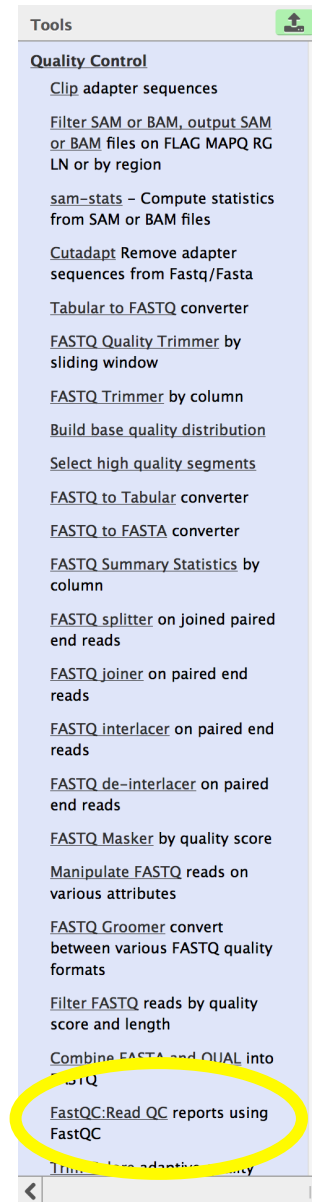 Tools
Quality Control
Clip adapter sequences
Filter SAM or BAM, output SAM
or BAM files on FLAG MAPQ RG
LN or by region
sam-stats – Compute statistics
from SAM or BAM files
Cutadapt Remove adapter
sequences from Fastq/Fasta
Tabular to FASTQ converter
FASTQ Quality Trimmer by
sliding window
FASTQ Trimmer by column
Build base quality distribution
Select high quality segments
FASTQ to Tabular converter
FASTQ to FASTA converter
FASTQ Summary Statistics by
column
FASTQ splitter on joined paired
end reads
FASTQ joiner on paired end
reads
FASTQ interlacer on paired end
reads
FASTQ de-interlacer on paired
end reads
FASTQ Masker by quality score
Manipulate FASTQ reads on
various attributes
FASTQ Groomer convert
between various FASTQ quality
formats
Filter FASTQ reads by quality
score and length
Combine FASTA and QUAL into
FASTQ
FastQC:Read QC reports using
FastQC
adaptive quality